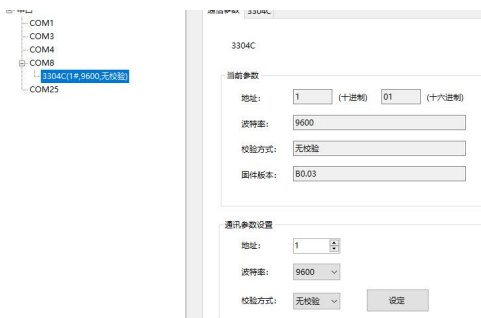 串口
COM1
COM3
COM4
COM8
3304C(1#,9600,无校验)
COM25
通信参数 3304C
3304C
当前参数
地址: 1 (十进制) 01 (十六进制)
波特率: 9600
校验方式: 无校验
固件版本: B0.03
通讯参数设置
地址: 1
波特率: 9600
校验方式: 无校验 设定